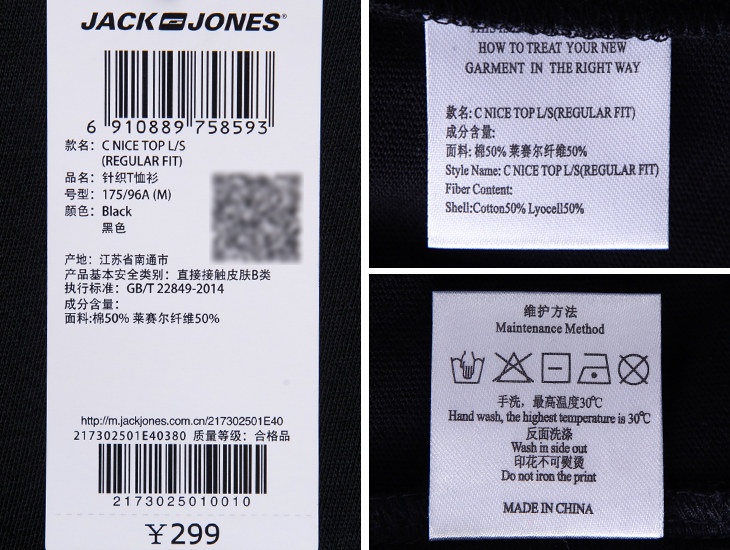 JACK JONES®
6 910889 758593
款名: C NICE TOP L/S
(REGULAR FIT)
品名: 针织T恤衫
号型: 175/96A (M)
颜色: Black
黑色
产地: 江苏省南通市
产品基本安全类别: 直接接触皮肤B类
执行标准: GB/T 22849-2014
成分含量:
面料:棉50% 莱赛尔纤维50%
http://m.jackjones.com.cn/217302501E40
217302501E40380 质量等级: 合格品
2173025010010
¥299
HOW TO TREAT YOUR NEW
GARMENT IN THE RIGHT WAY
款名: C NICE TOP L/S(REGULAR FIT)
成分含量:
面料: 棉50% 莱赛尔纤维50%
Style Name: C NICE TOP L/S(REGULAR FIT)
Fiber Content:
Shell:Cotton50% Lyocell50%
维护方法
Maintenance Method
手洗，最高温度30℃
Hand wash, the highest temperature is 30℃
反面洗涤
Wash in side out
印花不可熨烫
Do not iron the print
MADE IN CHINA